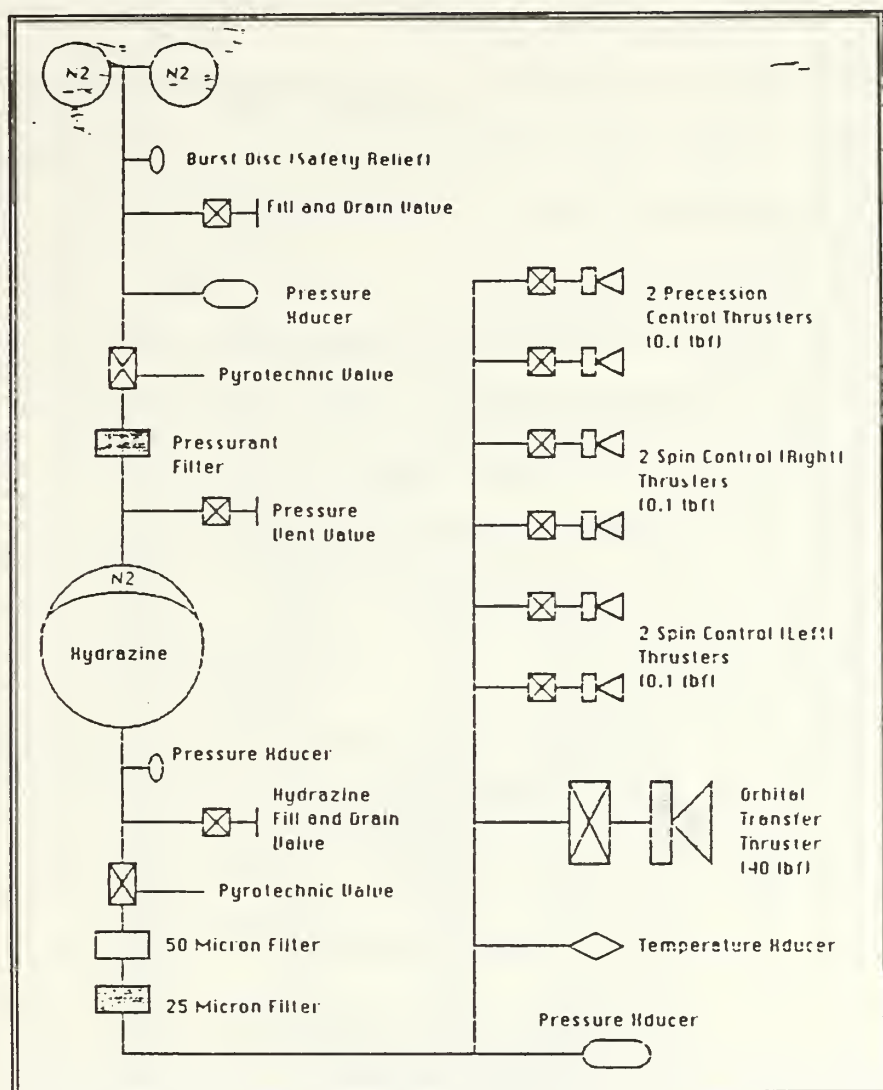 N2 N2
Burst Disc (Safety Relief)
Fill and Drain Valve
Pressure
Xducer
Pyrotechnic Valve
Pressurant
Filter
Pressure
Vent Valve
N2
Hydrazine
Pressure Xducer
Hydrazine
Fill and Drain
Valve
Pyrotechnic Valve
50 Micron Filter
25 Micron Filter
2 Precession
Control Thrusters
(0.1 lbf)
2 Spin Control (Right)
Thrusters
(0.1 lbf)
2 Spin Control (Left)
Thrusters
(0.1 lbf)
Orbital
Transfer
Thruster
(40 lbf)
Temperature Xducer
Pressure Xducer